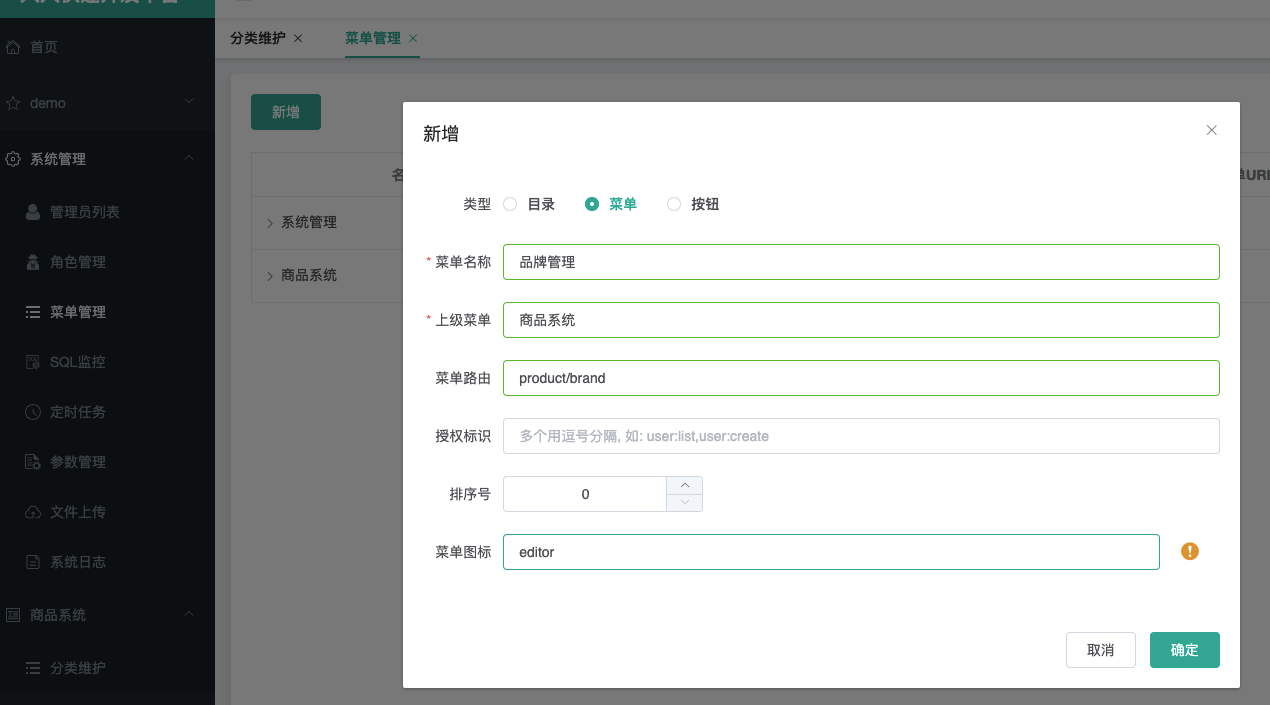 首页
demo
系统管理
管理员列表
角色管理
菜单管理
SQL监控
定时任务
参数管理
文件上传
系统日志
商品系统
分类维护
分类维护
菜单管理
新增
系统管理
商品系统
新增
类型 目录 菜单 按钮
* 菜单名称 品牌管理
* 上级菜单 商品系统
菜单路由 product/brand
授权标识 多个用逗号分隔, 如: user:list,user:create
排序号 0
菜单图标 editor
取消 确定